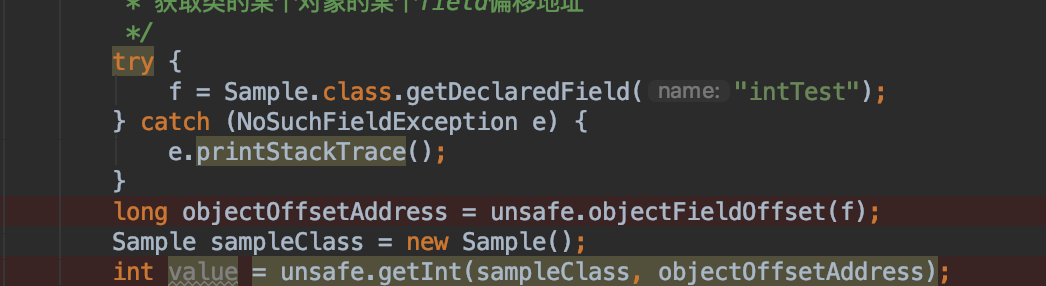 * 获取类的某个对象的某个field偏移地址
*/
try {
f = Sample.class.getDeclaredField( name: "intTest");
} catch (NoSuchFieldException e) {
e.printStackTrace();
}
long objectOffsetAddress = unsafe.objectFieldOffset(f);
Sample sampleClass = new Sample();
int value = unsafe.getInt(sampleClass, objectOffsetAddress);